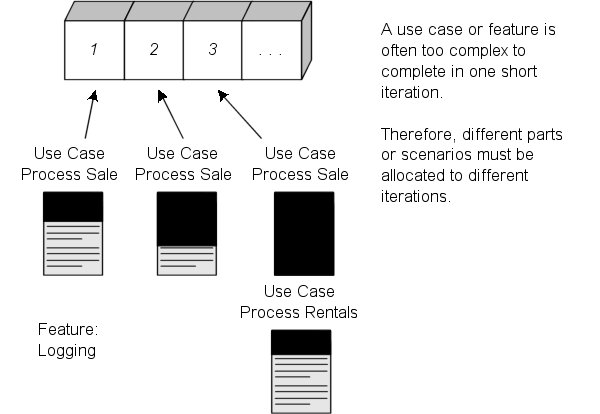 1
2
3
. . .
A use case or feature is
often too complex to
complete in one short
iteration.
Therefore, different parts
or scenarios must be
allocated to different
iterations.
Use Case
Process Sale
Use Case
Process Sale
Use Case
Process Sale
Use Case
Process Rentals
Feature:
Logging